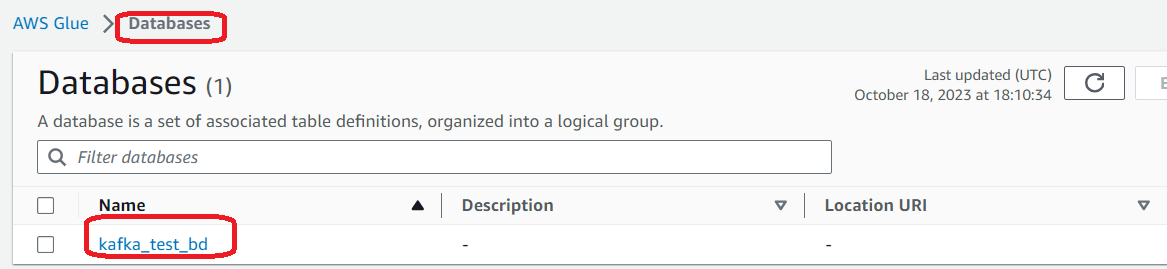 AWS Glue > Databases
Databases (1)
Last updated (UTC)
October 18, 2023 at 18:10:34
A database is a set of associated table definitions, organized into a logical group.
Filter databases
Name Description Location URI
kafka_test_bd - -